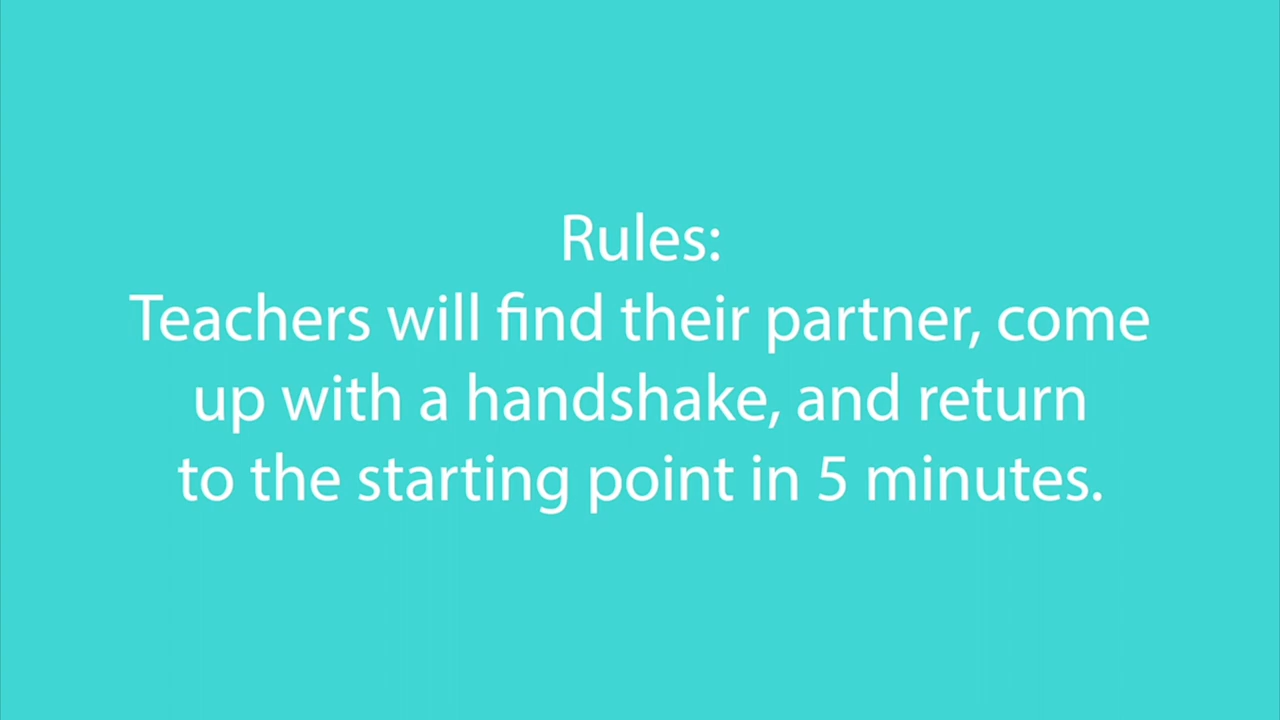 Rules:
Teachers will find their partner, come
up with a handshake, and return
to the starting point in 5 minutes.